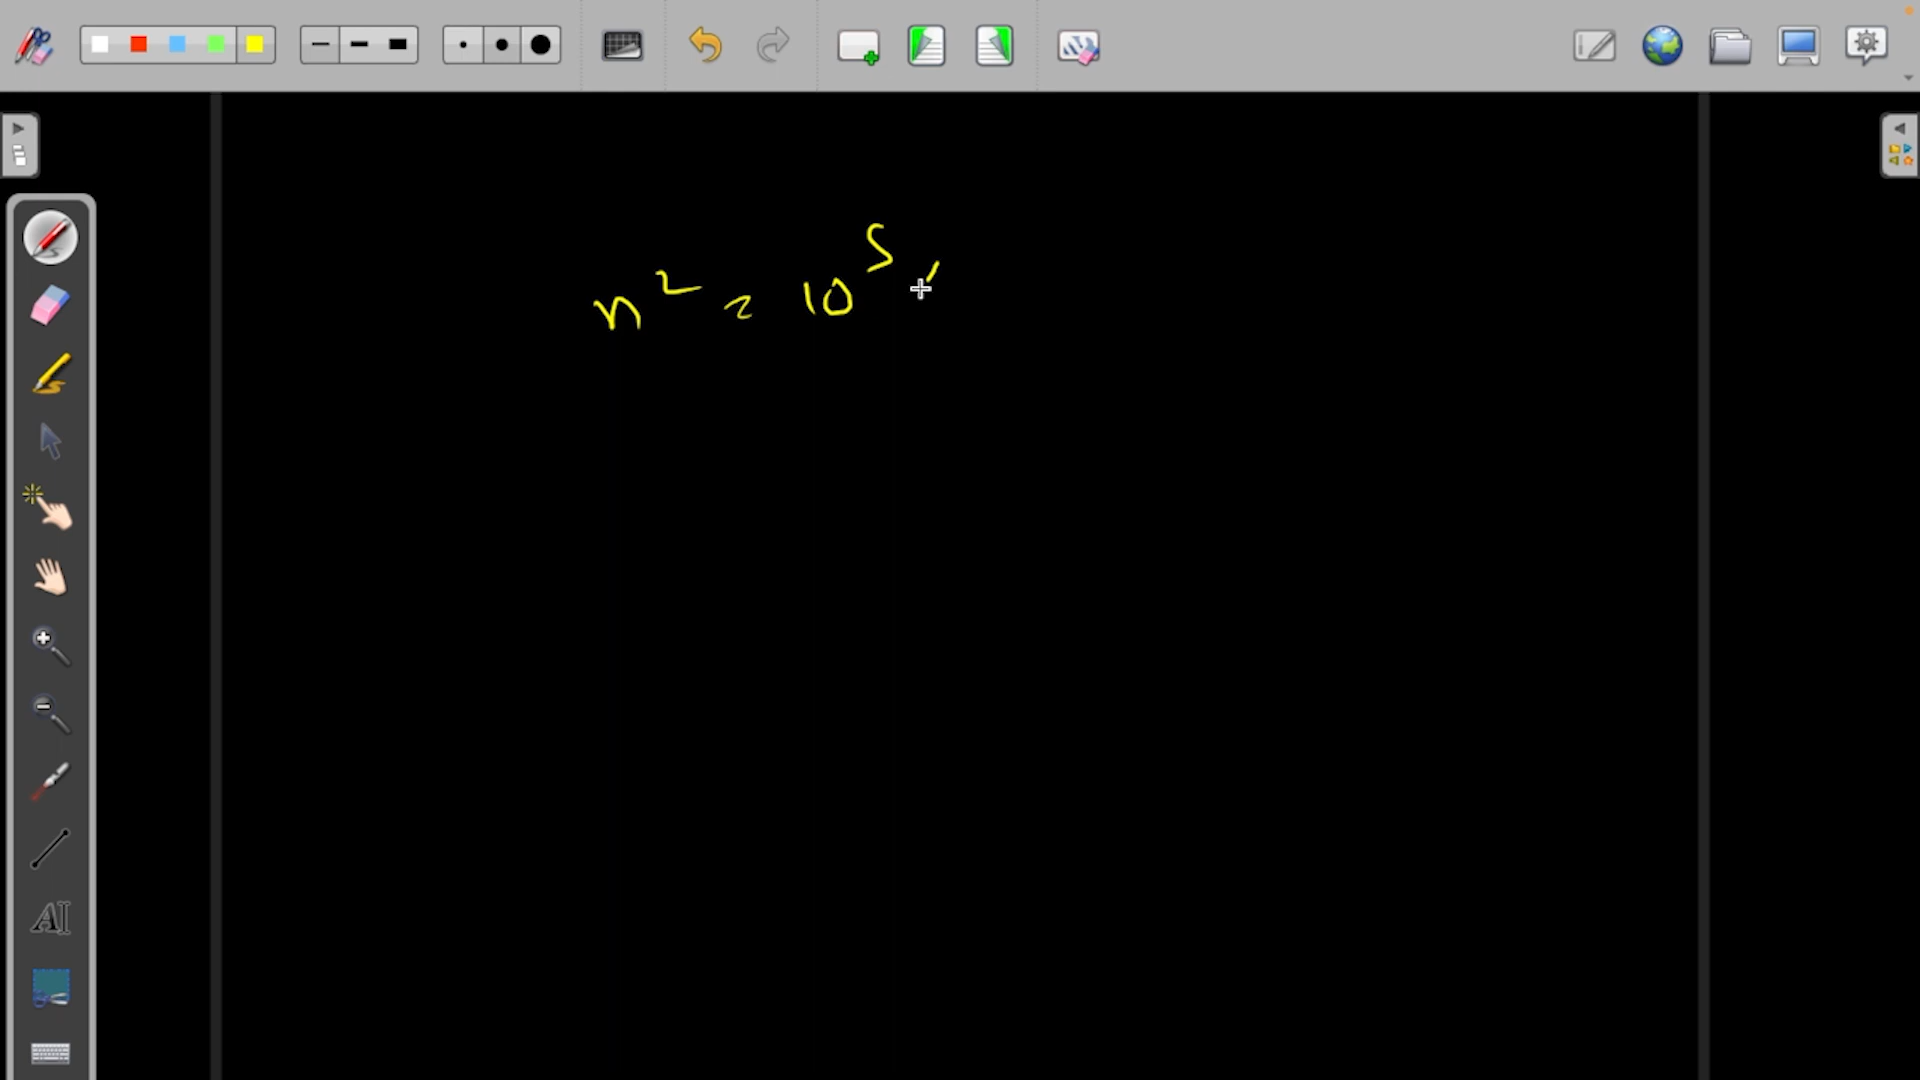 n² = 10⁵